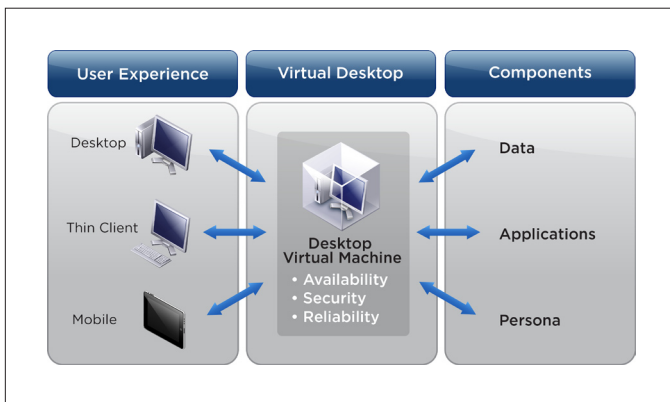 User Experience
Virtual Desktop
Components
Desktop
Thin Client
Mobile
Desktop
Virtual Machine
• Availability
• Security
• Reliability
Data
Applications
Persona